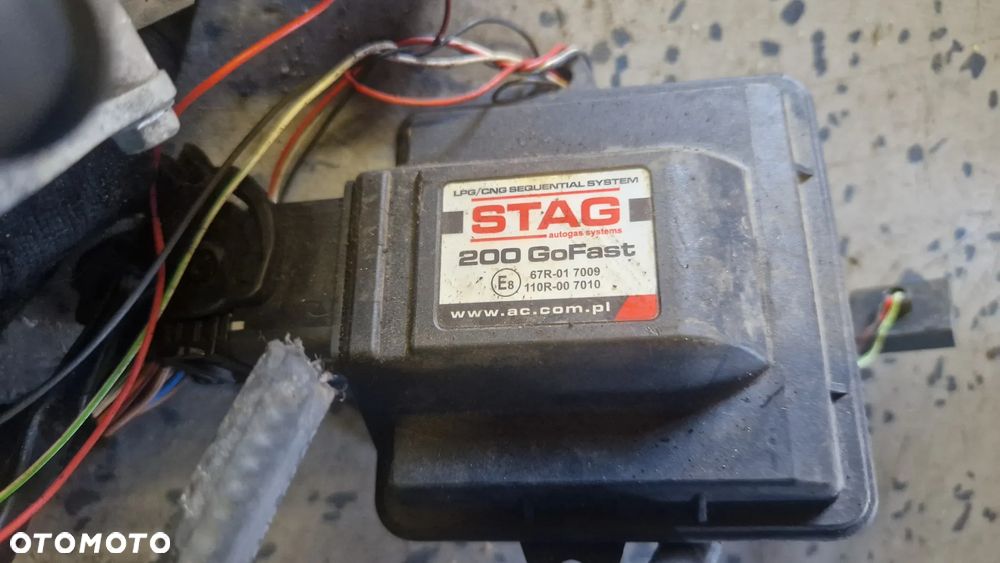 LPG/CNG SEQUENTIAL SYSTEM
STAG
autogas systems
200 GoFast
E8 67R-01 7009
110R-00 7010
www.ac.com.pl
OTOMOTO